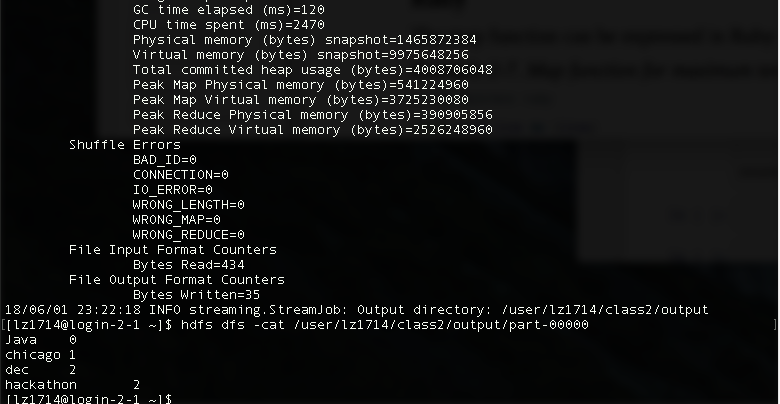 GC time elapsed (ms)=120
CPU time spent (ms)=2470
Physical memory (bytes) snapshot=1465872384
Virtual memory (bytes) snapshot=9975648256
Total committed heap usage (bytes)=4008706048
Peak Map Physical memory (bytes)=541224960
Peak Map Virtual memory (bytes)=3725230080
Peak Reduce Physical memory (bytes)=390905856
Peak Reduce Virtual memory (bytes)=2526248960
Shuffle Errors
BAD_ID=0
CONNECTION=0
IO_ERROR=0
WRONG_LENGTH=0
WRONG_MAP=0
WRONG_REDUCE=0
File Input Format Counters
Bytes Read=434
File Output Format Counters
Bytes Written=35
18/06/01 23:22:18 INFO streaming.StreamJob: Output directory: /user/lz1714/class2/output
[[lz1714@login-2-1 ~]$ hdfs dfs -cat /user/lz1714/class2/output/part-00000 ]
Java 0
chicago 1
dec 2
hackathon 2
[lz1714@login-2-1 ~]$